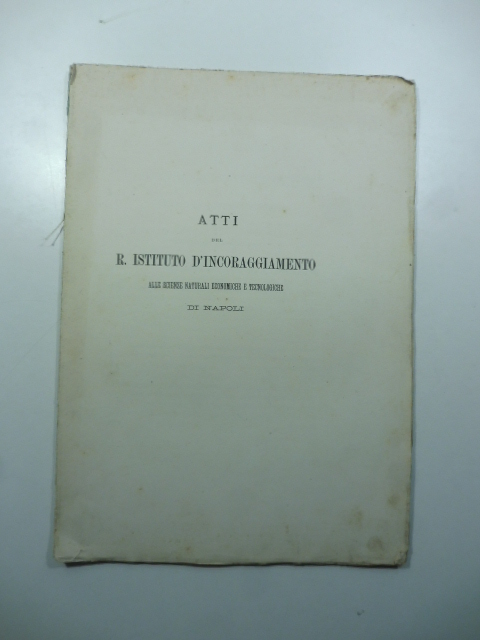 ATTI
DEL
R. ISTITUTO D'INCORAGGIAMENTO
ALLE SCIENZE NATURALI ECONOMICHE E TECNOLOGICHE
DI NAPOLI